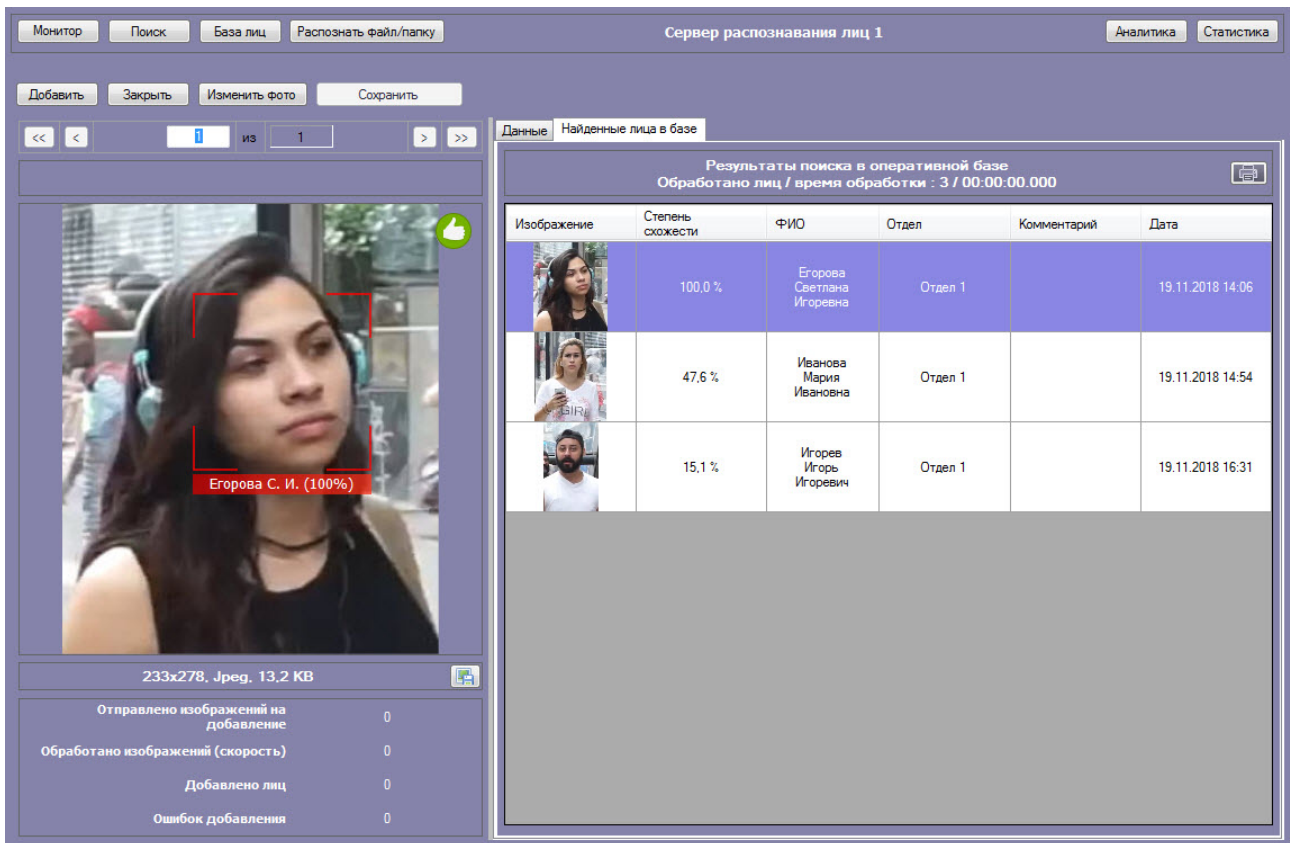 Монитор
Поиск
База лиц
Распознать файл/папку
Сервер распознавания лиц 1
Аналитика
Статистика
Добавить
Закрыть
Изменить фото
Сохранить
<<
<
1
из
1
>
>>
Егорова С. И. (100%)
233x278, Jpeg, 13,2 KB
Отправлено изображений на
добавление
0
Обработано изображений (скорость)
0
Добавлено лиц
0
Ошибок добавления
0
Данные
Найденные лица в базе
Результаты поиска в оперативной базе
Обработано лиц / время обработки : 3 / 00:00:00.000
Изображение
Степень
схожести
ФИО
Отдел
Комментарий
Дата
100,0 %
Егорова
Светлана
Игоревна
Отдел 1
19.11.2018 14:06
47,6 %
Иванова
Мария
Ивановна
Отдел 1
19.11.2018 14:54
GIRL
15,1 %
Игорев
Игорь
Игоревич
Отдел 1
19.11.2018 16:31